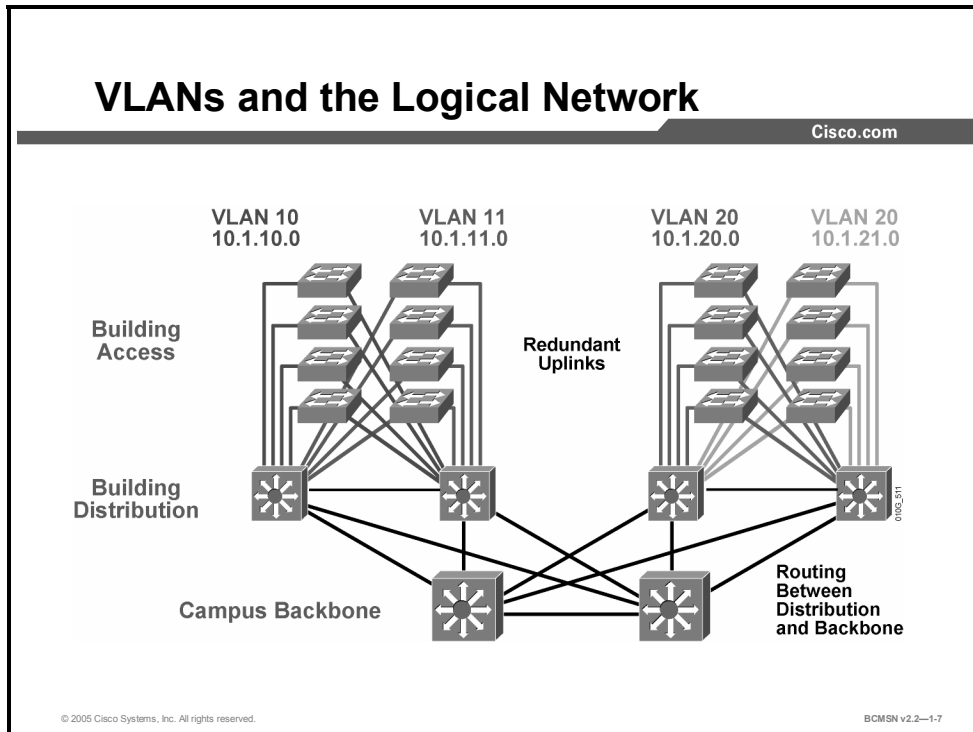 VLANs and the Logical Network
Cisco.com
VLAN 10
10.1.10.0
VLAN 11
10.1.11.0
VLAN 20
10.1.20.0
VLAN 20
10.1.21.0
Building
Access
Redundant
Uplinks
Building
Distribution
010G_511
Campus Backbone
Routing
Between
Distribution
and Backbone
© 2005 Cisco Systems, Inc. All rights reserved.
BCMSN v2.2—1-7